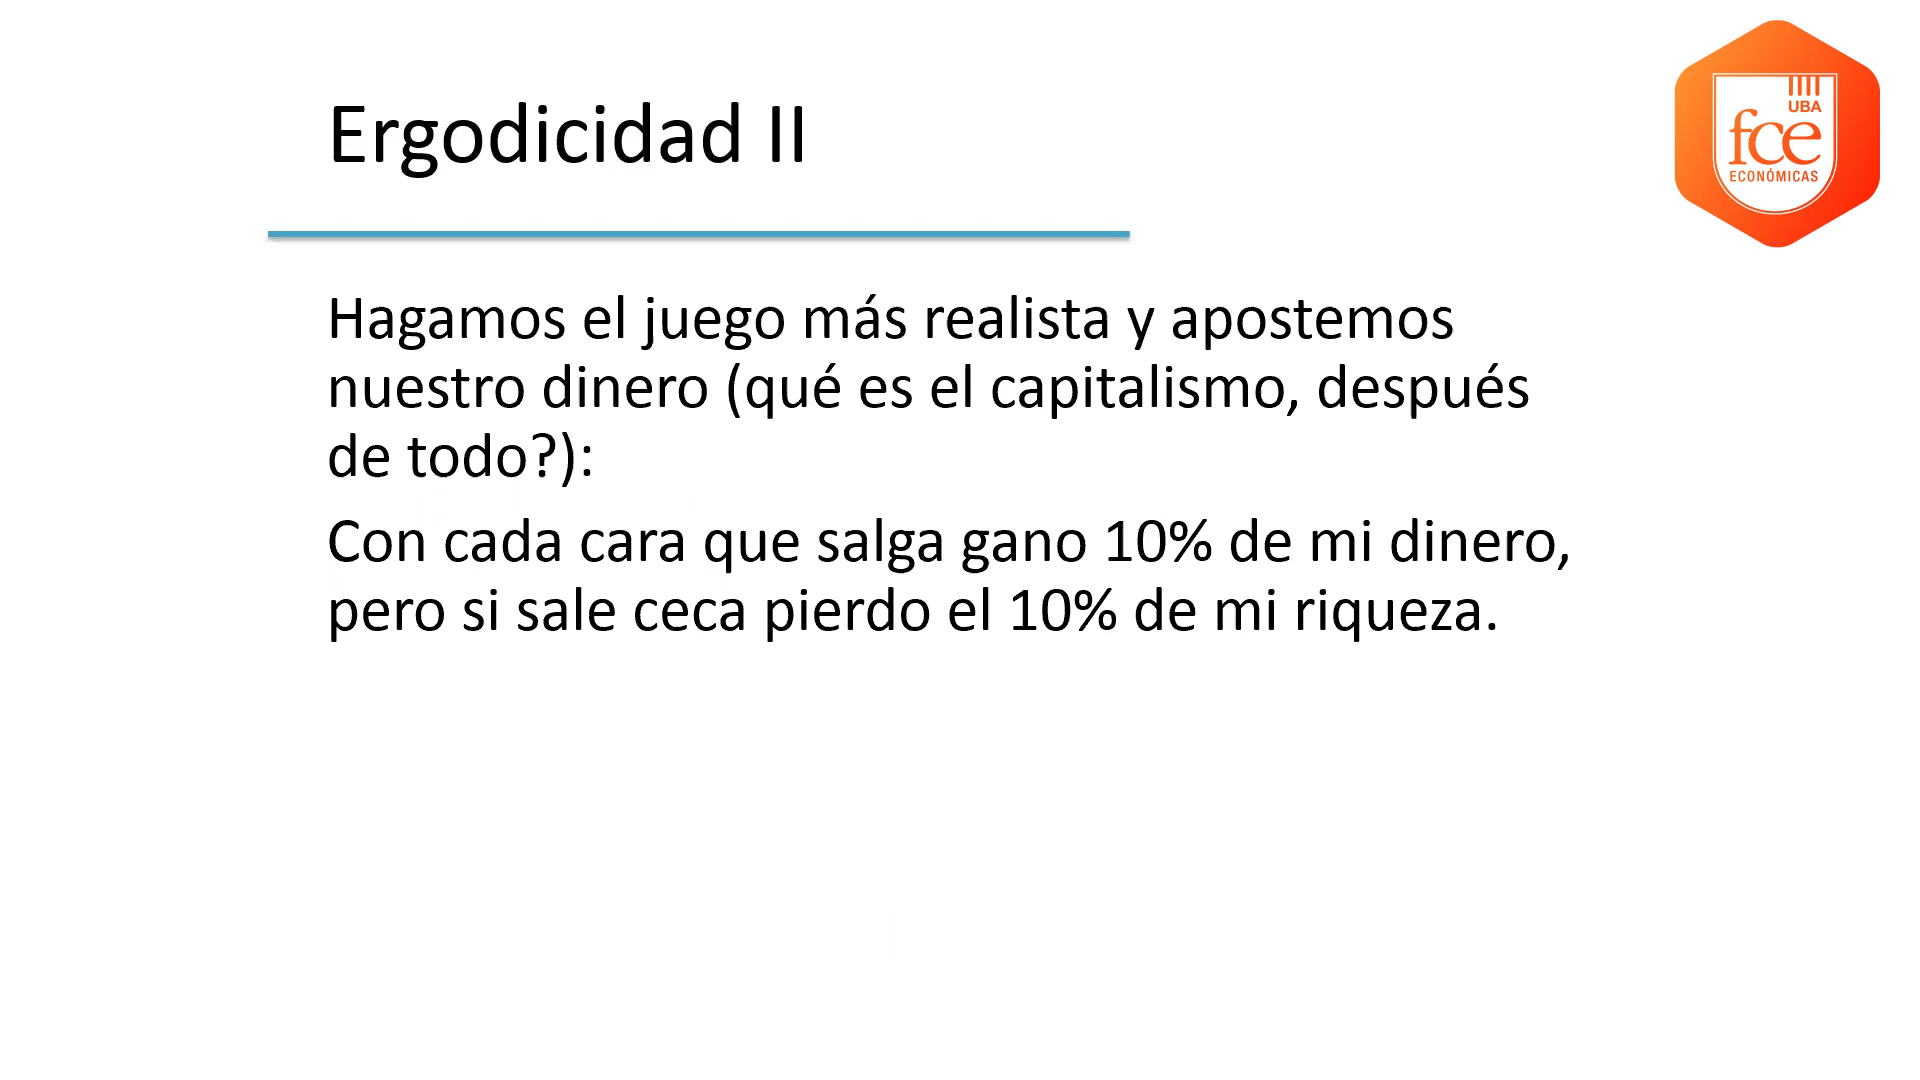 Ergodicidad II
UBA
fce
ECONÓMICAS
Hagamos el juego más realista y apostemos
nuestro dinero (qué es el capitalismo, después
de todo?):
Con cada cara que salga gano 10% de mi dinero,
pero si sale ceca pierdo el 10% de mi riqueza.